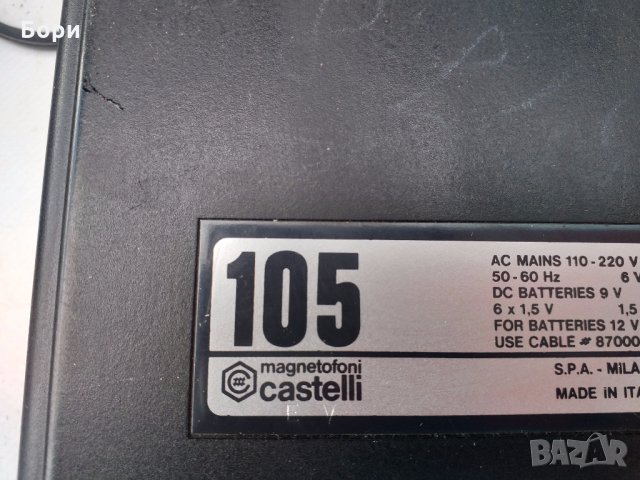 Бори
105
AC MAINS 110-220 V
50-60 Hz 6 V
DC BATTERIES 9 V
6 x 1,5 V 1,5
FOR BATTERIES 12 V
USE CABLE # 87000
magnetofoni
castelli
S.P.A. - MiLA
MADE iN ITA
E V
BAZAR